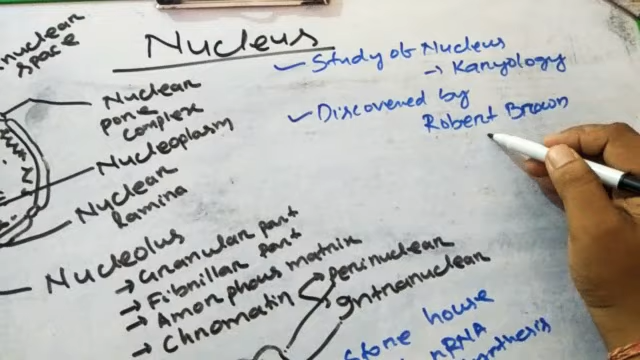 Nucleus
nuclear
space
Nuclear
pore
complex
Nucleoplasm
Nuclear
Lamina
✓ Study of Nucleus
→ Karyology
✓ Discovered by
Robert Brown
Nucleolus
→ Granular part
→ Fibrillar part
→ Amorphous matrix
→ Chromatin
→ Perinuclear
Intranuclear
Store house
rRNA
synthesis